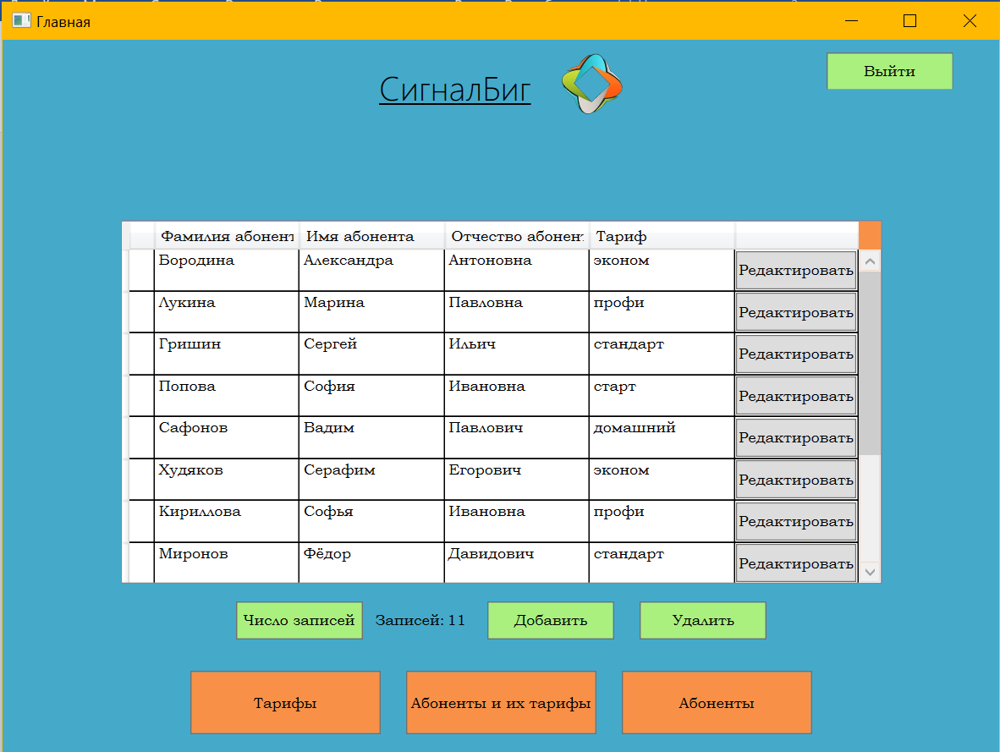 Главная
СигналБиг
Выйти
Фамилия абонент Имя абонента Отчество абонент Тариф
Бородина Александра Антоновна эконом Редактировать
Лукина Марина Павловна профи Редактировать
Гришин Сергей Ильич стандарт Редактировать
Попова София Ивановна старт Редактировать
Сафонов Вадим Павлович домашний Редактировать
Худяков Серафим Егорович эконом Редактировать
Кириллова Софья Ивановна профи Редактировать
Миронов Фёдор Давидович стандарт Редактировать
Число записей Записей: 11 Добавить Удалить
Тарифы Абоненты и их тарифы Абоненты